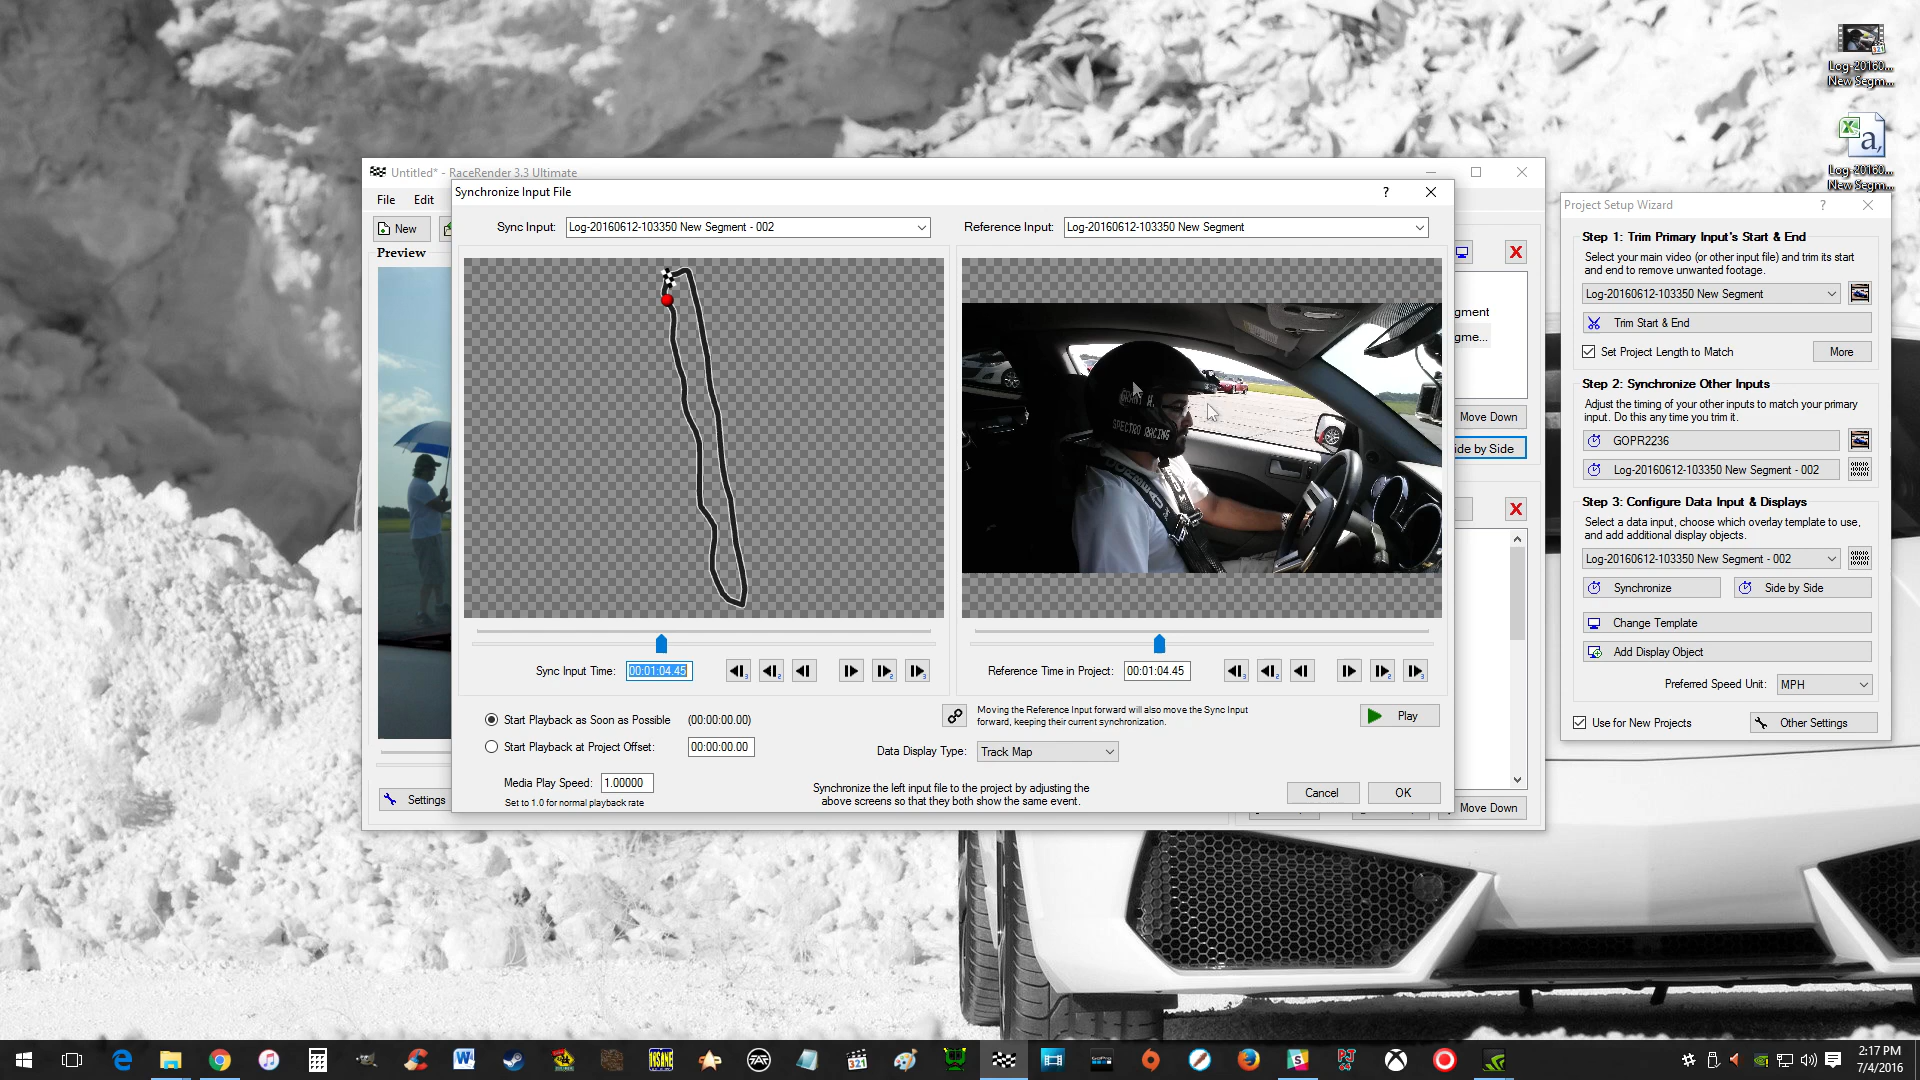 Log-20160...
New Segm...
a,
Log-20160...
New Segm...
Untitled* - RaceRender 3.3 Ultimate
File Edit
New
Preview
Settings
gment
gme...
Move Down
ide by Side
Move Down
Synchronize Input File
?
Sync Input: Log-20160612-103350 New Segment - 002
Reference Input: Log-20160612-103350 New Segment
SPECTRO RACING
Sync Input Time: 00:01:04.45
3 2 2 3
Reference Time in Project: 00:01:04.45
3 2 2 3
Start Playback as Soon as Possible (00:00:00.00)
Start Playback at Project Offset: 00:00:00.00
Media Play Speed: 1.00000
Set to 1.0 for normal playback rate
Moving the Reference Input forward will also move the Sync Input
forward, keeping their current synchronization.
Play
Data Display Type: Track Map
Synchronize the left input file to the project by adjusting the
above screens so that they both show the same event.
Cancel OK
Project Setup Wizard ?
Step 1: Trim Primary Input's Start & End
Select your main video (or other input file) and trim its start
and end to remove unwanted footage.
Log-20160612-103350 New Segment
Trim Start & End
Set Project Length to Match More
Step 2: Synchronize Other Inputs
Adjust the timing of your other inputs to match your primary
input. Do this any time you trim it.
GOPR2236
Log-20160612-103350 New Segment - 002
Step 3: Configure Data Input & Displays
Select a data input, choose which overlay template to use,
and add additional display objects.
Log-20160612-103350 New Segment - 002
Synchronize Side by Side
Change Template
Add Display Object
Preferred Speed Unit: MPH
Use for New Projects Other Settings
INSANE
321
GoPro
2:17 PM
7/4/2016